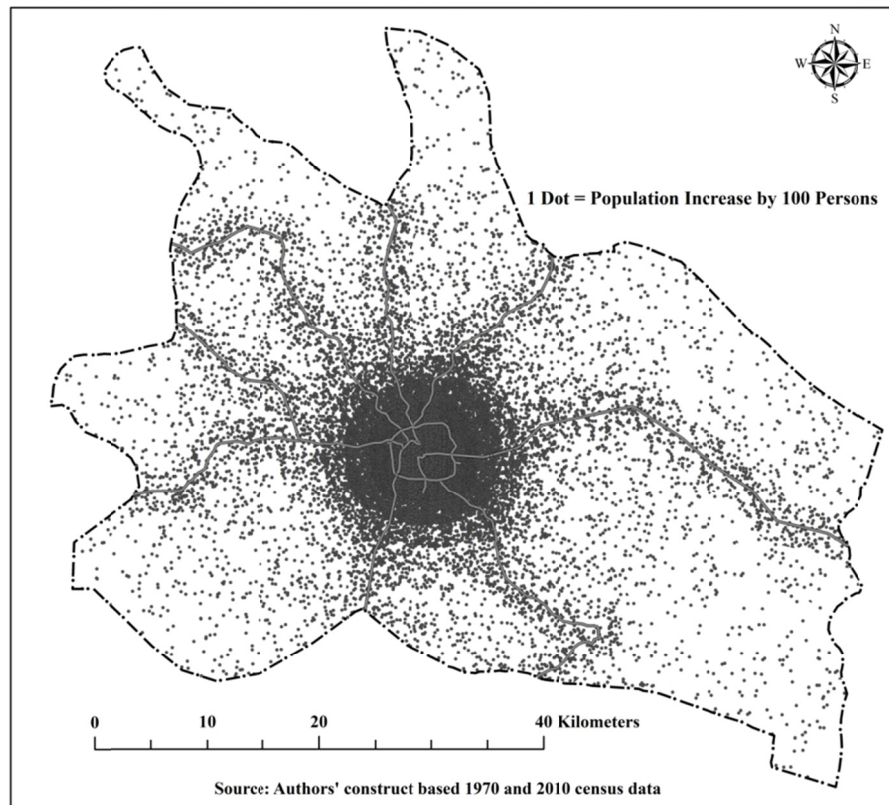 N
W E
S
1 Dot = Population Increase by 100 Persons
0 10 20 40 Kilometers
Source: Authors' construct based 1970 and 2010 census data